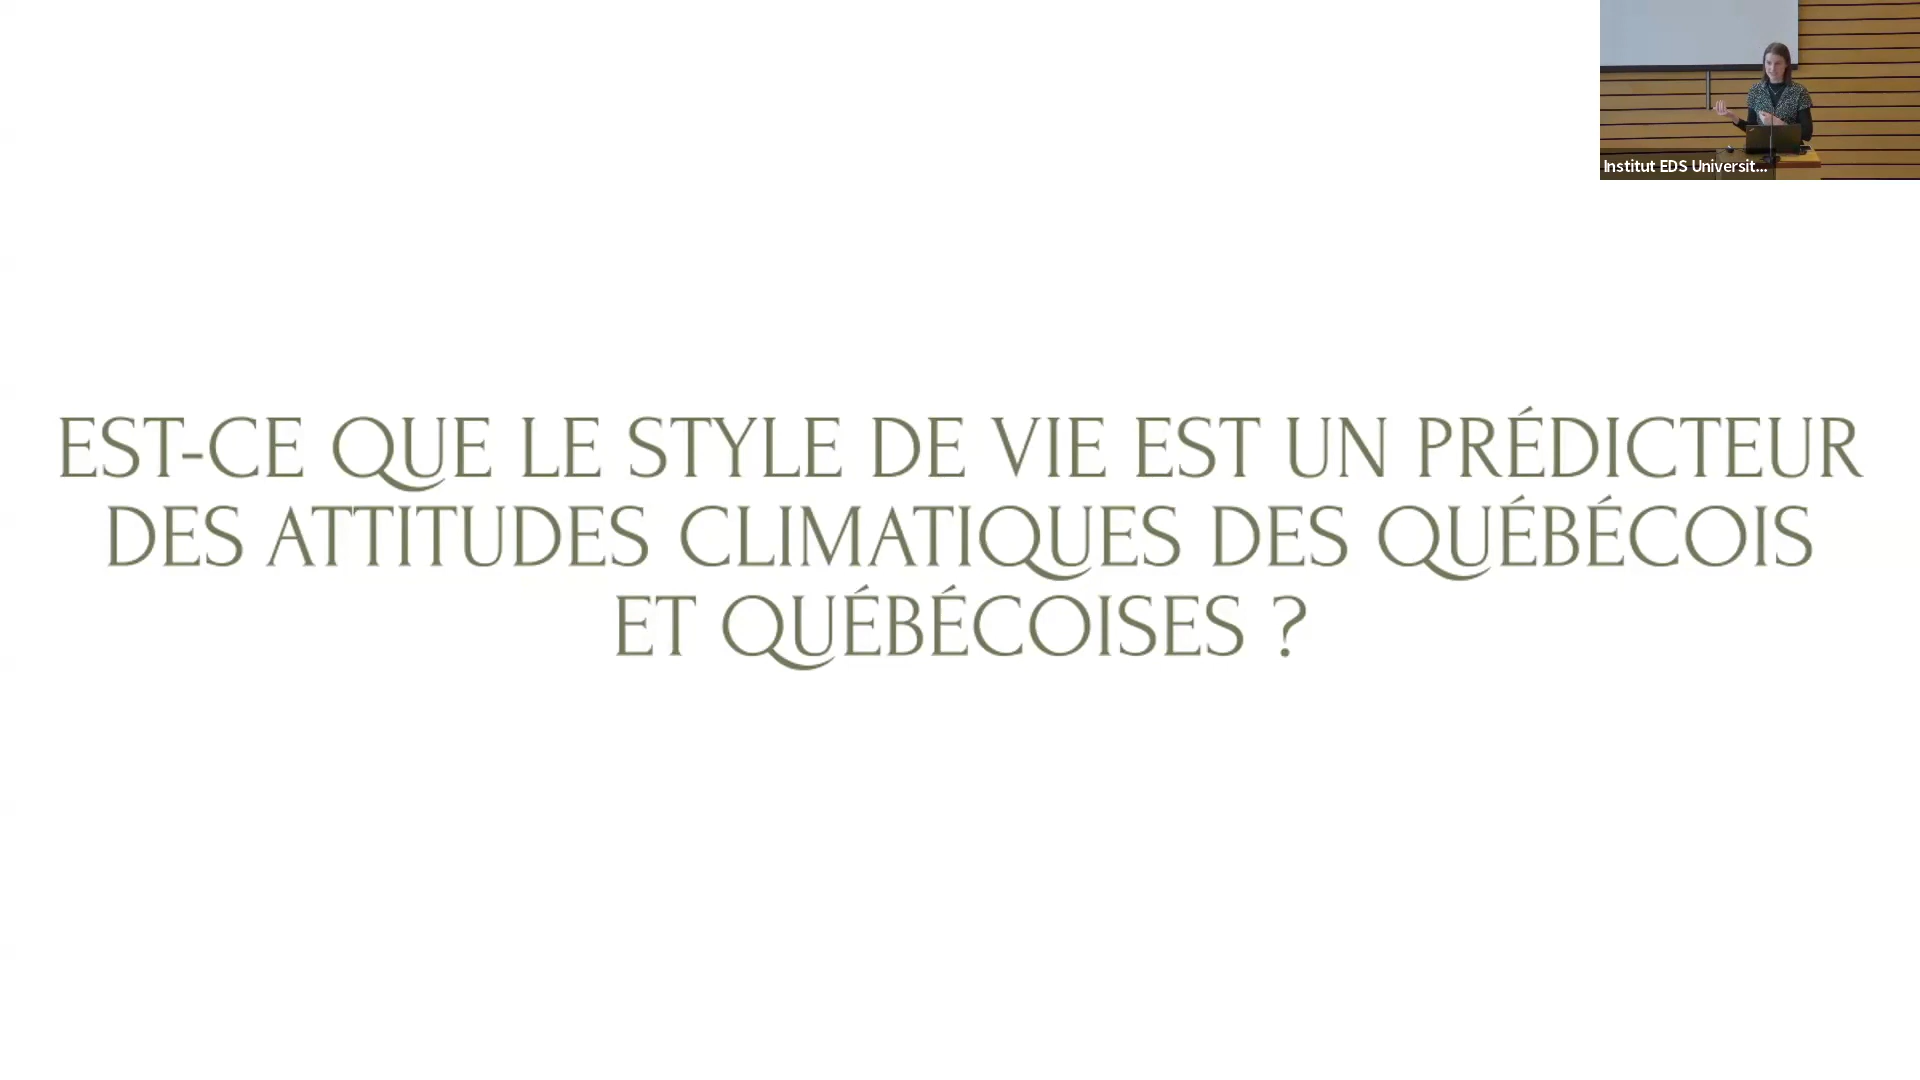 Institut EDS Universit...
EST-CE QUE LE STYLE DE VIE EST UN PRÉDICTEUR
DES ATTITUDES CLIMATIQUES DES QUÉBÉCOIS
ET QUÉBÉCOISES ?